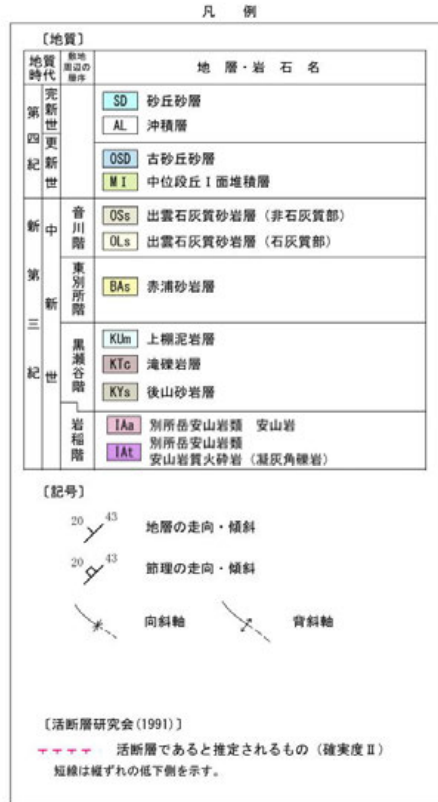 凡 例
〔地質〕
地質時代
敷地周辺の層序
地 層・岩 石 名
第四紀
完新世
SD 砂丘砂層
AL 沖積層
更新世
OSD 古砂丘砂層
M I 中位段丘Ⅰ面堆積層
新第三紀
中新世
音川階
OSs 出雲石灰質砂岩層（非石灰質部）
OLs 出雲石灰質砂岩層（石灰質部）
東別所階
BAs 赤浦砂岩層
黒瀬谷階
KUm 上棚泥岩層
KTc 滝礫岩層
KYs 後山砂岩層
岩稲階
IAa 別所岳安山岩類 安山岩
IAt 別所岳安山岩類
安山岩質火砕岩（凝灰角礫岩）
〔記号〕
20 43 地層の走向・傾斜
20 43 節理の走向・傾斜
向斜軸 背斜軸
〔活断層研究会(1991)〕
活断層であると推定されるもの（確実度Ⅱ）
短線は縦ずれの低下側を示す。